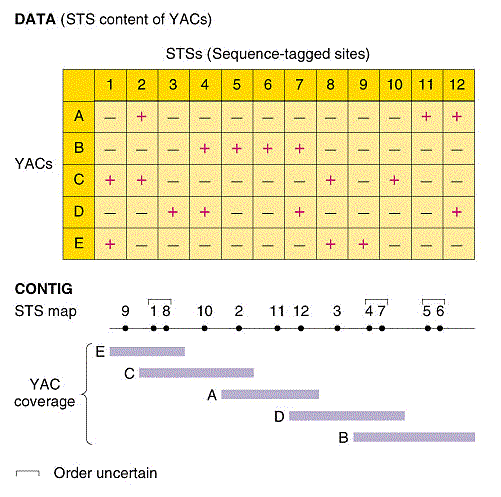 DATA (STS content of YACs)
STSs (Sequence-tagged sites)
1 2 3 4 5 6 7 8 9 10 11 12
A – + – – – – – – – – + +
YACs B – – – + + + + – – – – –
C + + – – – – – + – + – –
D – – + + – – + – – – – +
E + – – – – – – + + – – –
CONTIG
STS map 9 1 8 10 2 11 12 3 4 7 5 6
E
YAC
coverage
C
A
D
B
Order uncertain